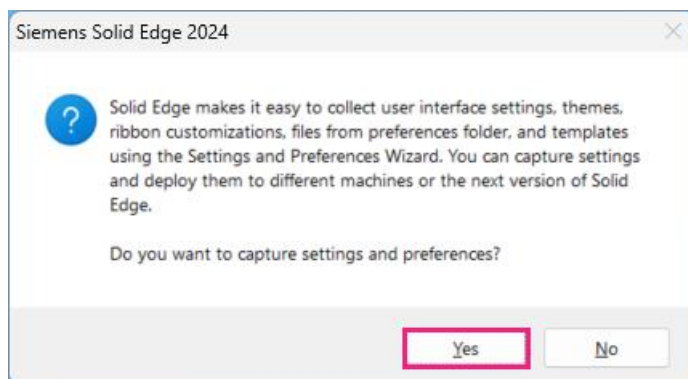 Siemens Solid Edge 2024
Solid Edge makes it easy to collect user interface settings, themes,
ribbon customizations, files from preferences folder, and templates
using the Settings and Preferences Wizard. You can capture settings
and deploy them to different machines or the next version of Solid
Edge.
Do you want to capture settings and preferences?
Yes
No